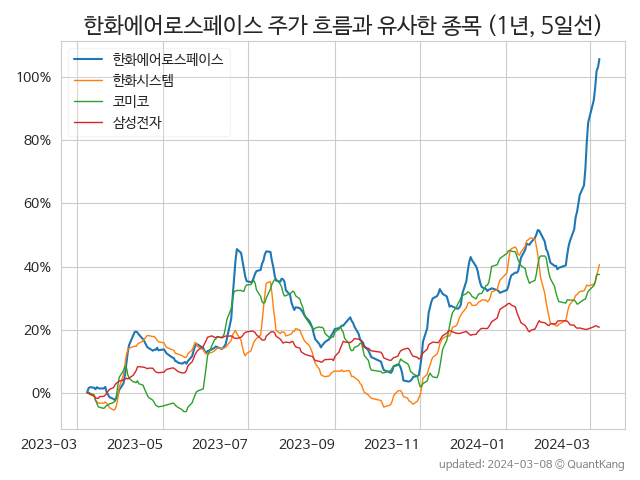 한화에어로스페이스 주가 흐름과 유사한 종목 (1년, 5일선)
한화에어로스페이스
한화시스템
코미코
삼성전자
100%
80%
60%
40%
20%
0%
2023-03 2023-05 2023-07 2023-09 2023-11 2024-01 2024-03
updated: 2024-03-08 © QuantKang